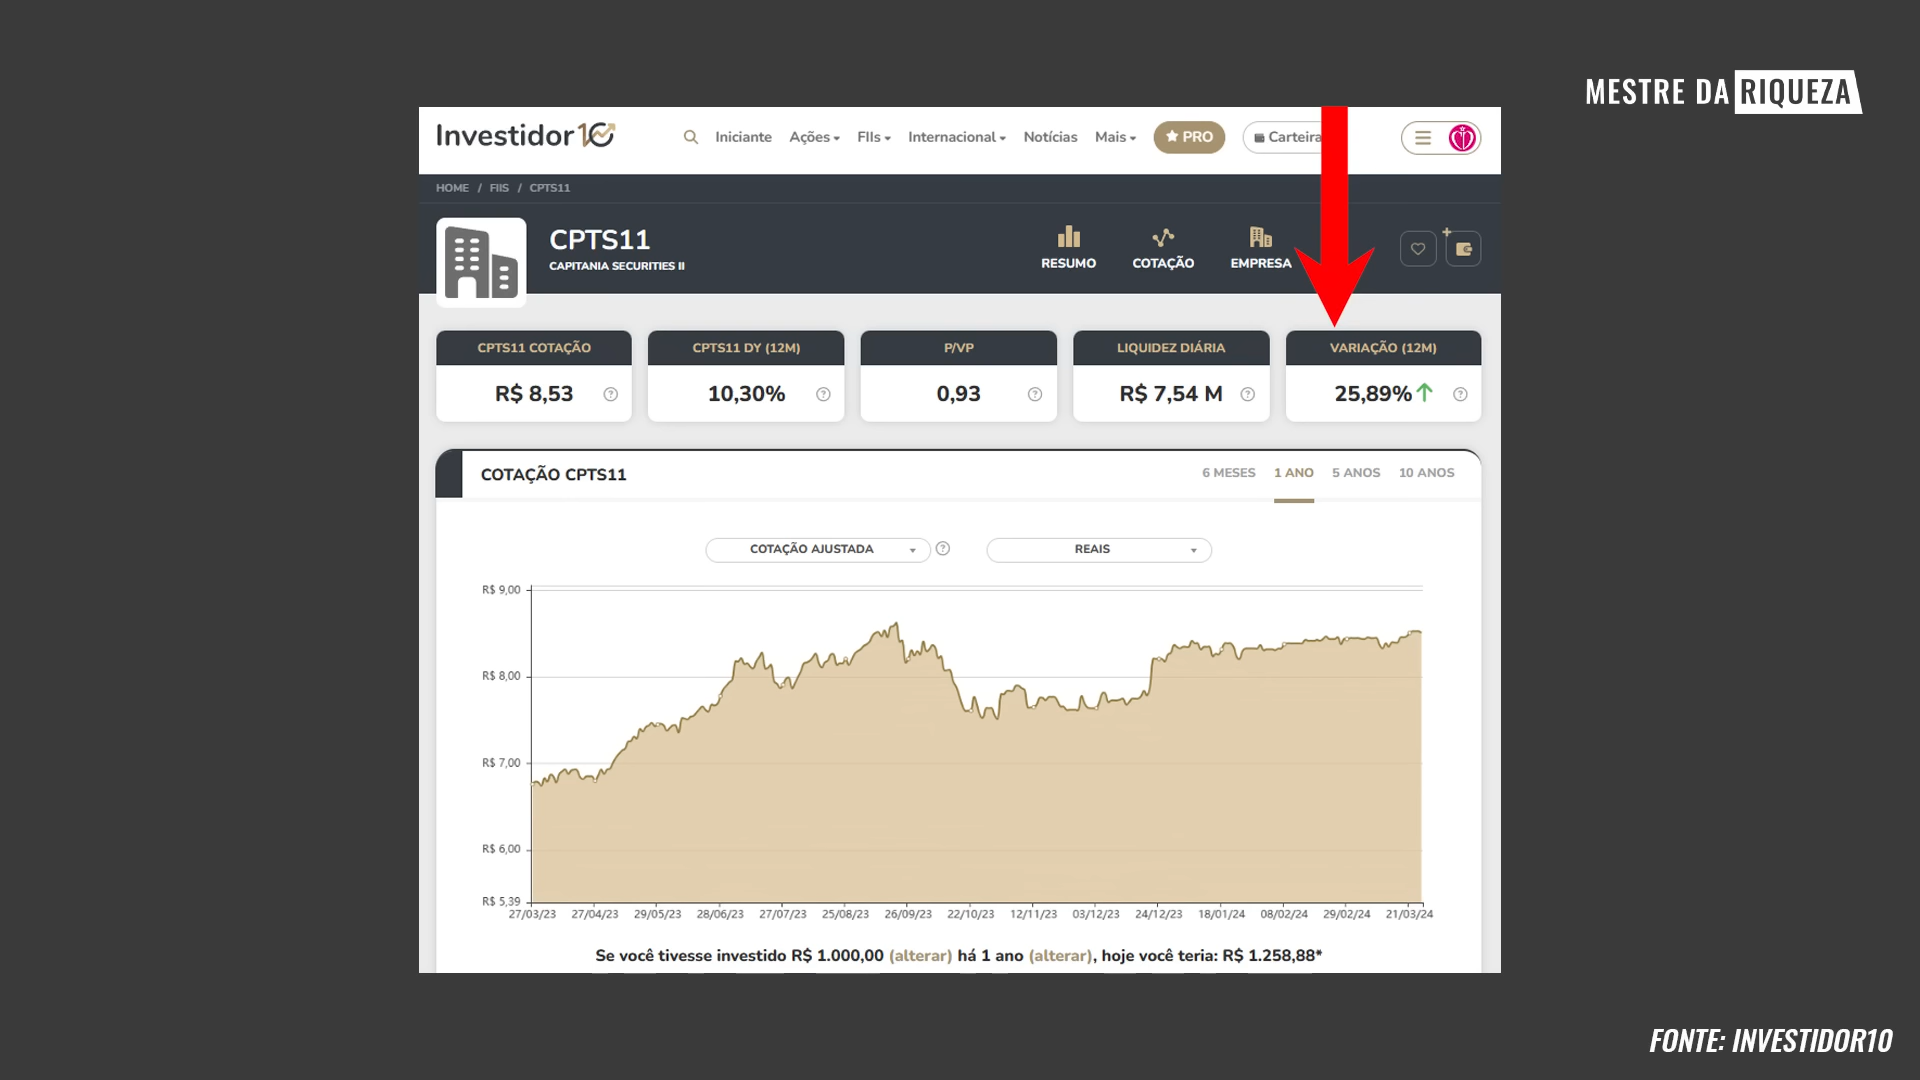 MESTRE DA RIQUEZA
Investidor 10
Iniciante Ações FIIs Internacional Notícias Mais PRO Carteira
HOME / FIIS / CPTS11
CPTS11
CAPITANIA SECURITIES II
RESUMO COTAÇÃO EMPRESA
CPTS11 COTAÇÃO
R$ 8,53
CPTS11 DY (12M)
10,30%
P/VP
0,93
LIQUIDEZ DIÁRIA
R$ 7,54 M
VARIAÇÃO (12M)
25,89%
COTAÇÃO CPTS11
6 MESES 1 ANO 5 ANOS 10 ANOS
COTAÇÃO AJUSTADA
REAIS
R$ 9,00
R$ 8,00
R$ 7,00
R$ 6,00
R$ 5,39
27/03/23 27/04/23 29/05/23 28/06/23 27/07/23 25/08/23 26/09/23 22/10/23 12/11/23 03/12/23 24/12/23 18/01/24 08/02/24 29/02/24 21/03/24
Se você tivesse investido R$ 1.000,00 (alterar) há 1 ano (alterar), hoje você teria: R$ 1.258,88*
FONTE: INVESTIDOR10